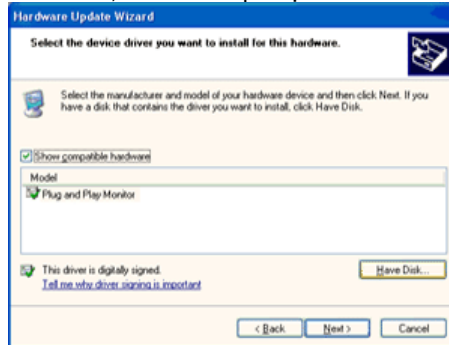 Hardware Update Wizard
Select the device driver you want to install for this hardware.
Select the manufacturer and model of your hardware device and then click Next. If you
have a disk that contains the driver you want to install, click Have Disk.
Show compatible hardware
Model
Plug and Play Monitor
This driver is digitally signed.
Have Disk...
Tell me why driver signing is important
< Back
Next >
Cancel